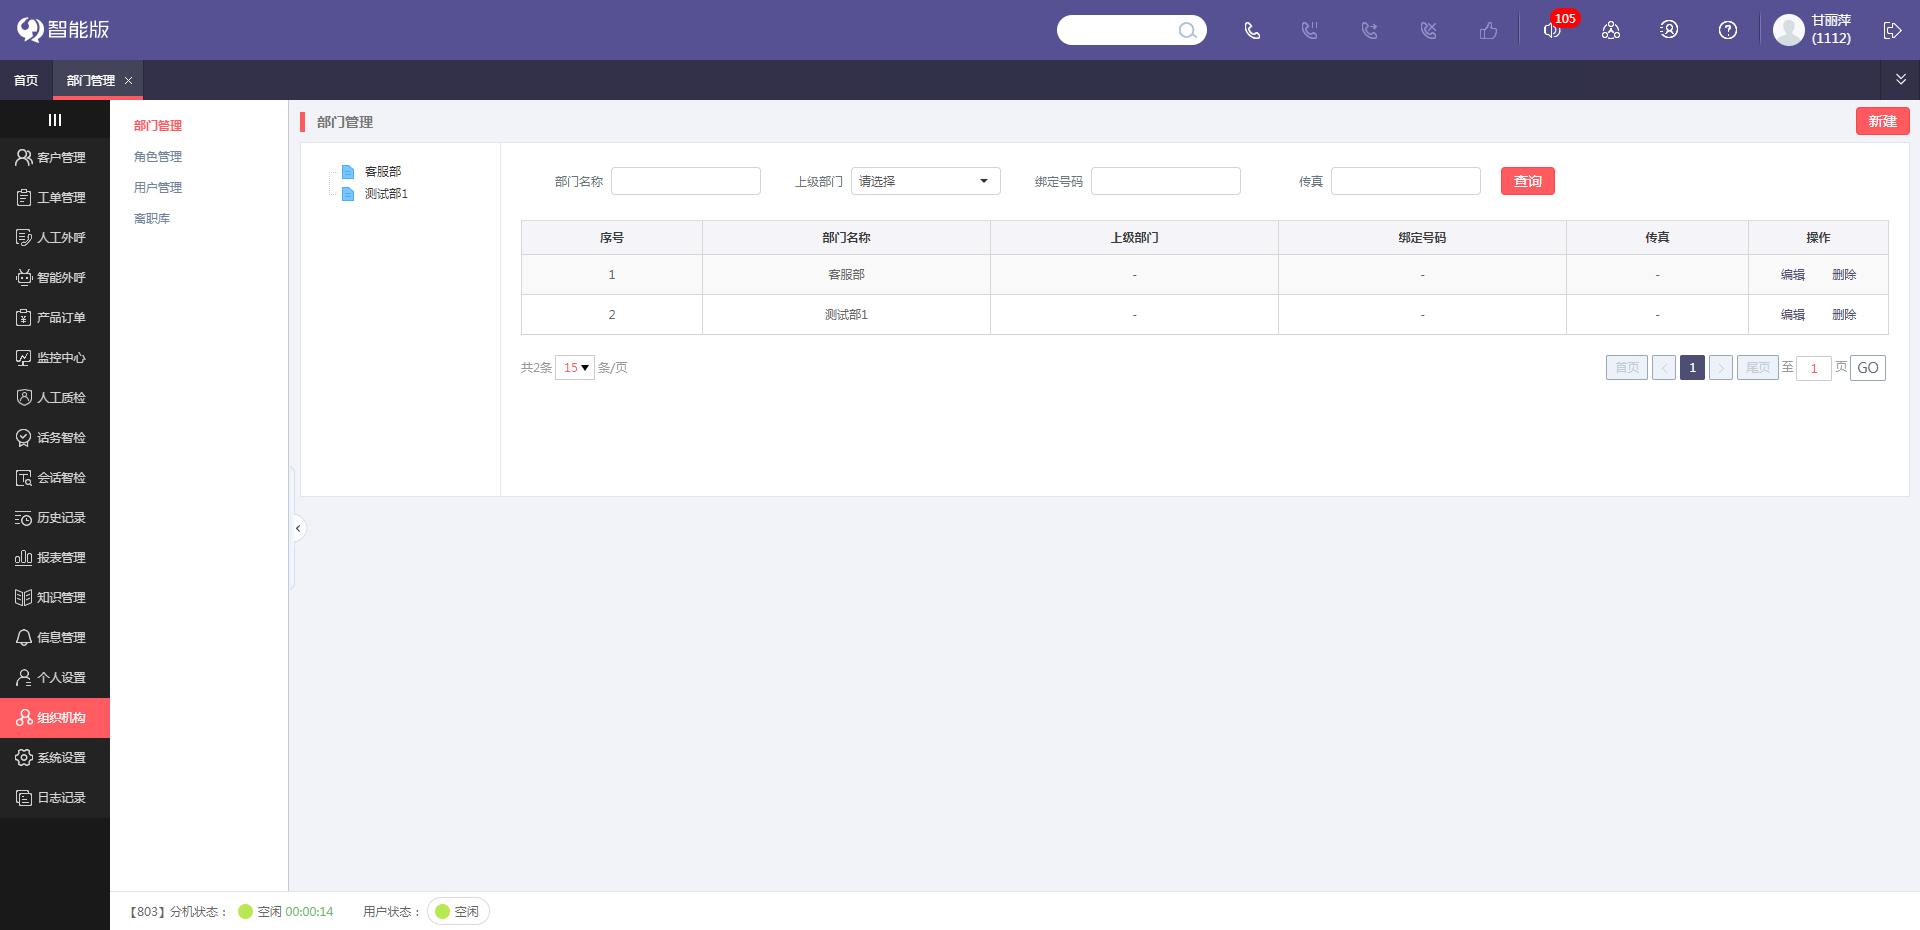 智能版
105
甘丽萍
(1112)
首页
部门管理
客户管理
工单管理
人工外呼
智能外呼
产品订单
监控中心
人工质检
话务智检
会话智检
历史记录
报表管理
知识管理
信息管理
个人设置
组织机构
系统设置
日志记录
部门管理
角色管理
用户管理
离职库
部门管理
新建
客服部
测试部1
部门名称 上级部门 请选择 绑定号码 传真 查询
序号 部门名称 上级部门 绑定号码 传真 操作
1 客服部 - - - 编辑 删除
2 测试部1 - - - 编辑 删除
共2条 15 条/页 首页 < 1 > 尾页 至 1 页 GO
【803】分机状态： 空闲 00:00:14 用户状态： 空闲